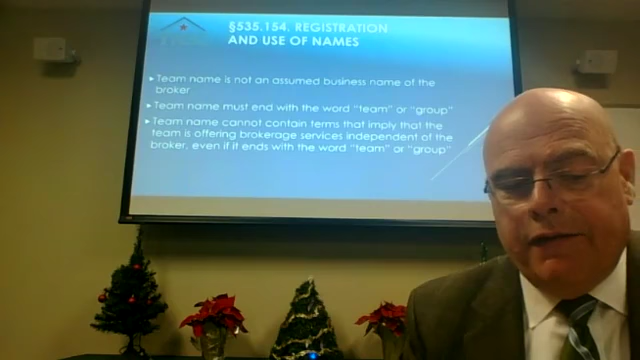 §535.154. REGISTRATION
AND USE OF NAMES
Team name is not an assumed business name of the
broker
Team name must end with the word "team" or "group"
Team name cannot contain terms that imply that the
team is offering brokerage services independent of the
broker, even if it ends with the word "team" or "group"